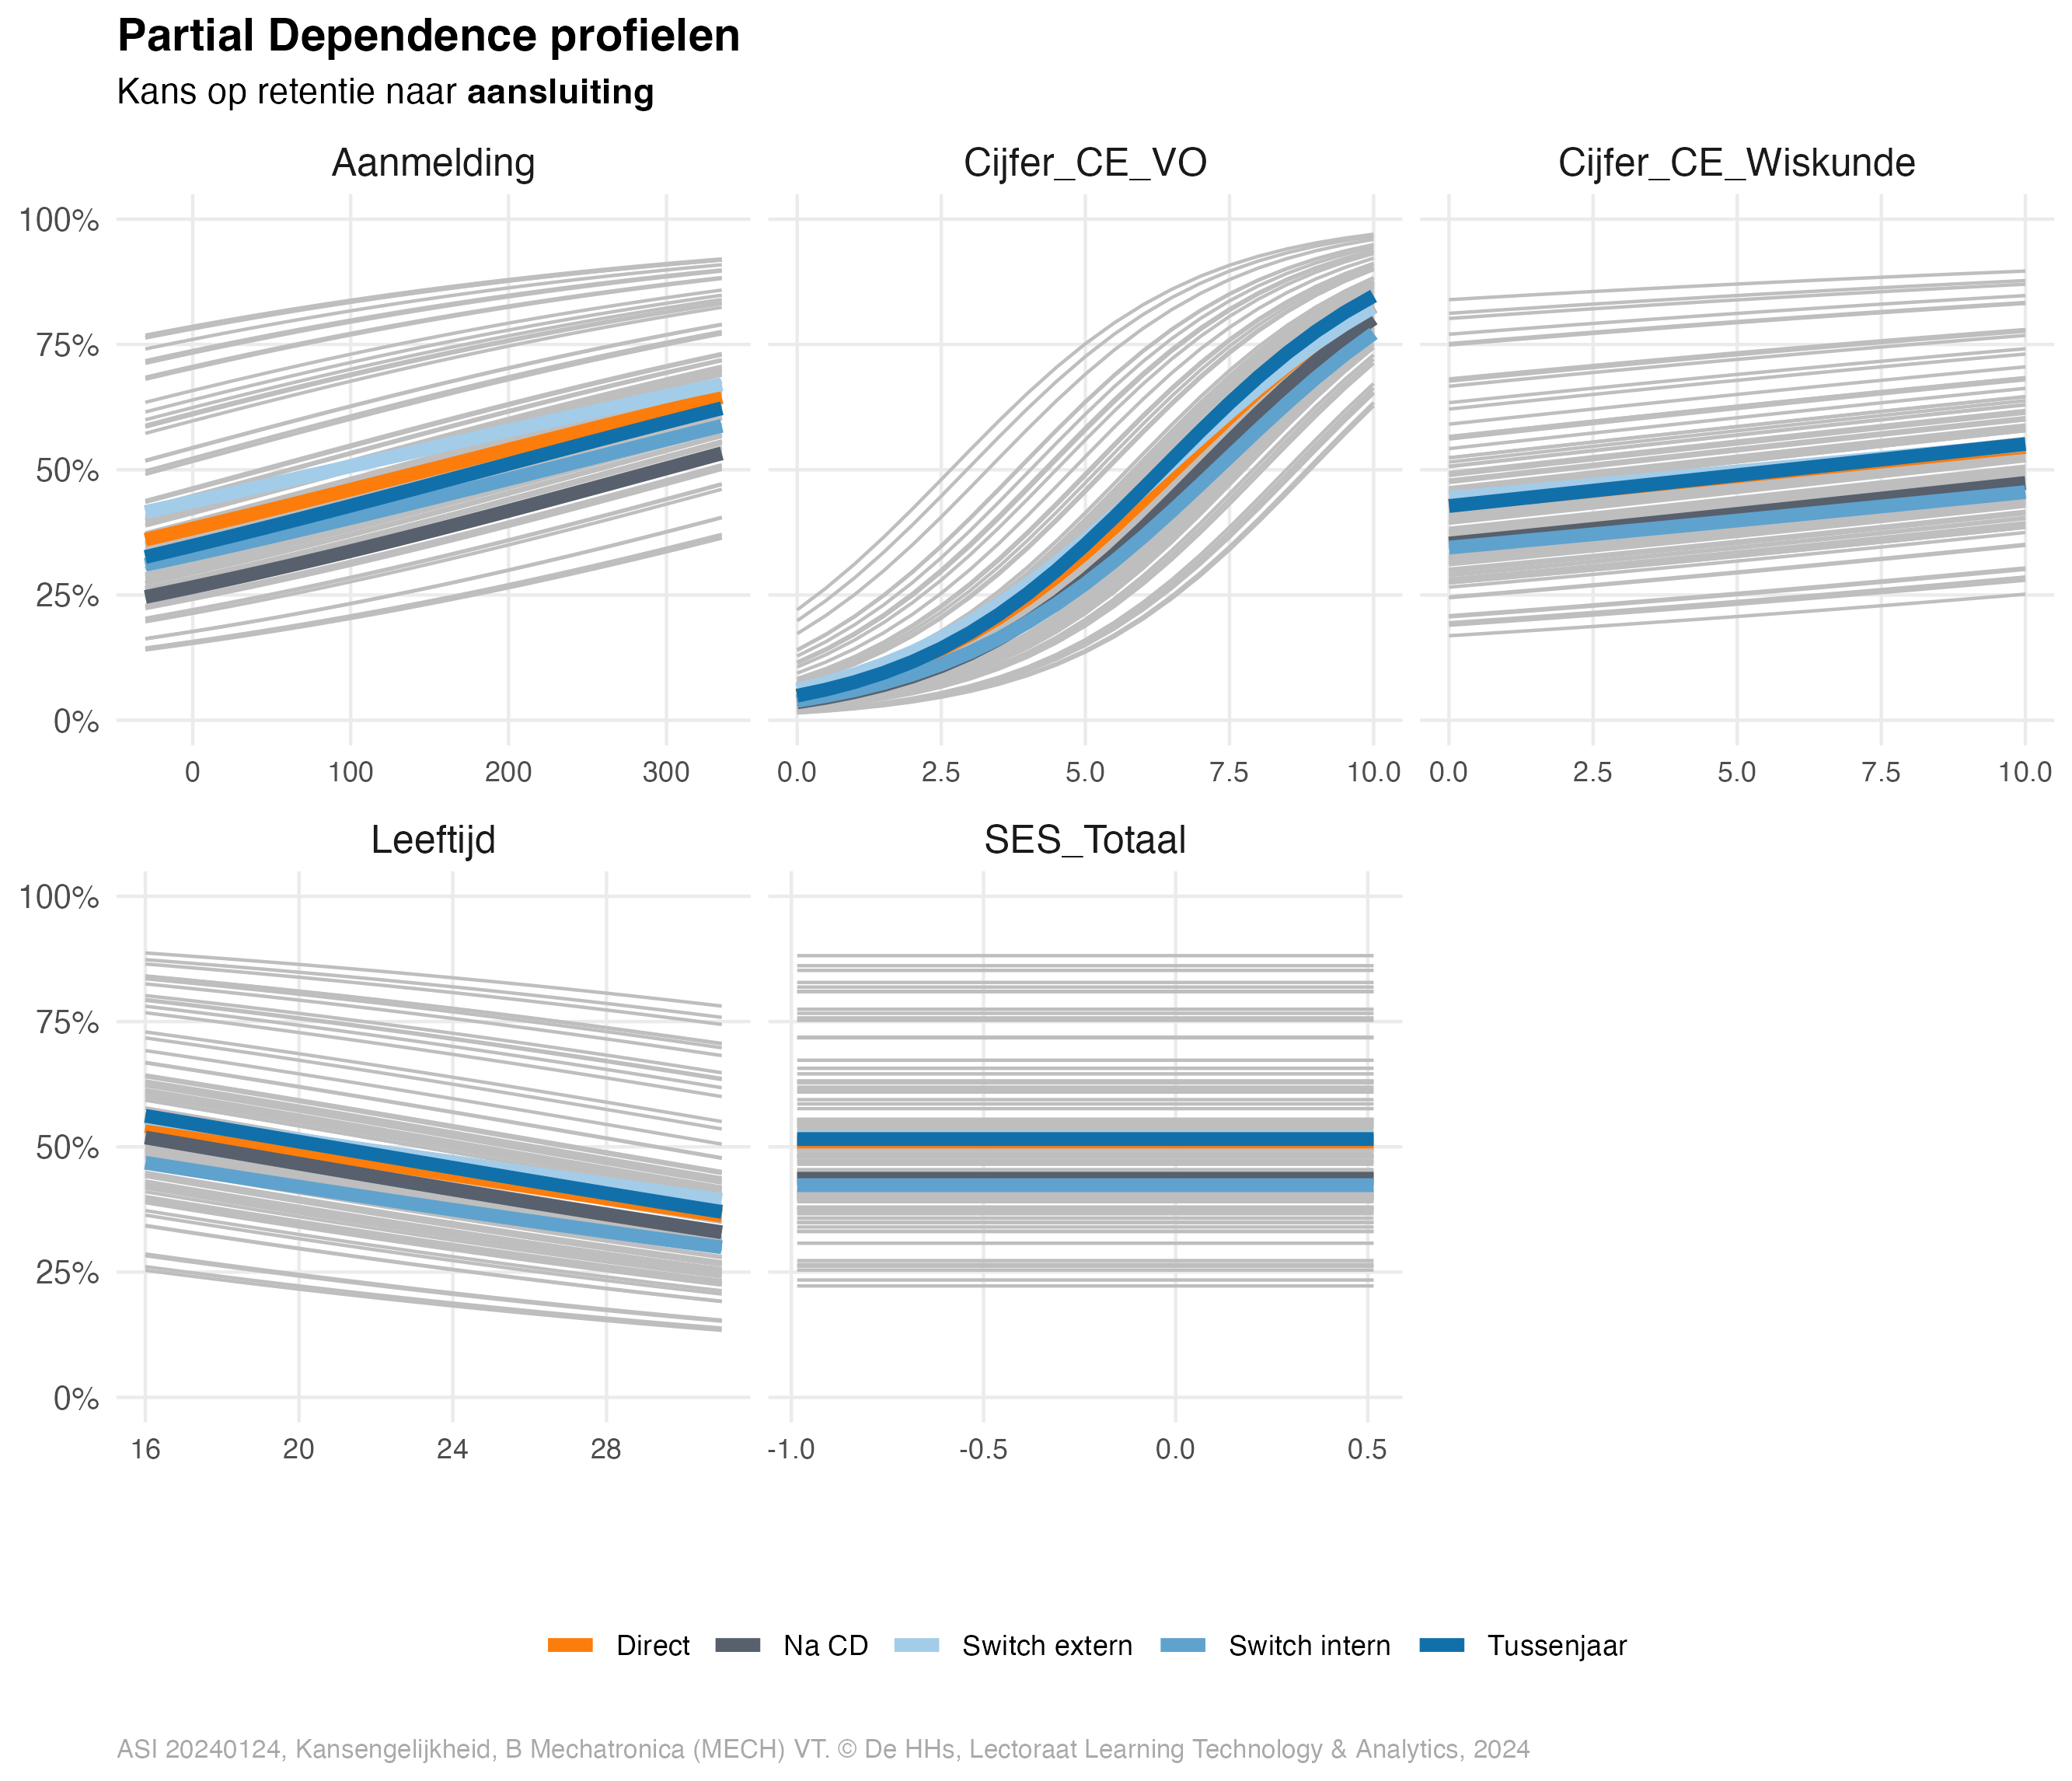 Partial Dependence profielen
Kans op retentie naar aansluiting
Aanmelding
Cijfer_CE_VO
Cijfer_CE_Wiskunde
100%
75%
50%
25%
0%
0 100 200 300
0.0 2.5 5.0 7.5 10.0
0.0 2.5 5.0 7.5 10.0
Leeftijd
SES_Totaal
100%
75%
50%
25%
0%
16 20 24 28
-1.0 -0.5 0.0 0.5
Direct Na CD Switch extern Switch intern Tussenjaar
ASI 20240124, Kansengelijkheid, B Mechatronica (MECH) VT. © De HHs, Lectoraat Learning Technology & Analytics, 2024